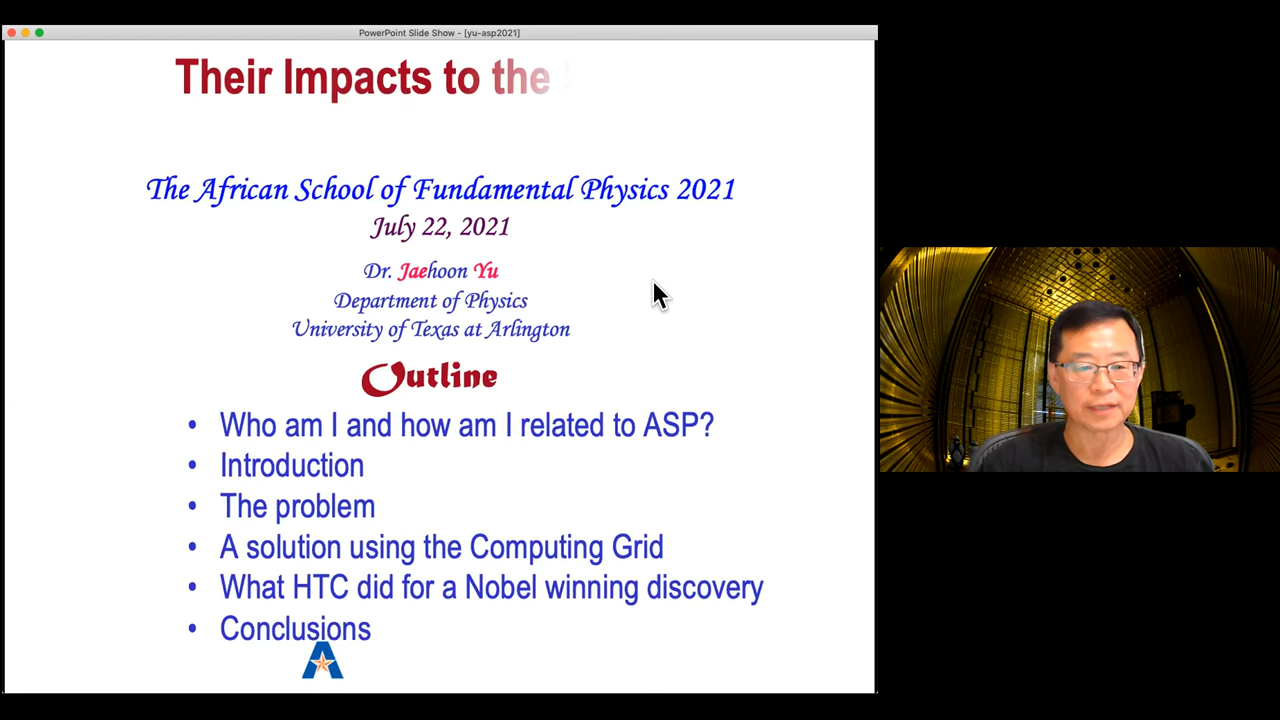 PowerPoint Slide Show - [yu-asp2021]
Their Impacts to the
The African School of Fundamental Physics 2021
July 22, 2021
Dr. Jaehoon Yu
Department of Physics
University of Texas at Arlington
Outline
• Who am I and how am I related to ASP?
• Introduction
• The problem
• A solution using the Computing Grid
• What HTC did for a Nobel winning discovery
• Conclusions